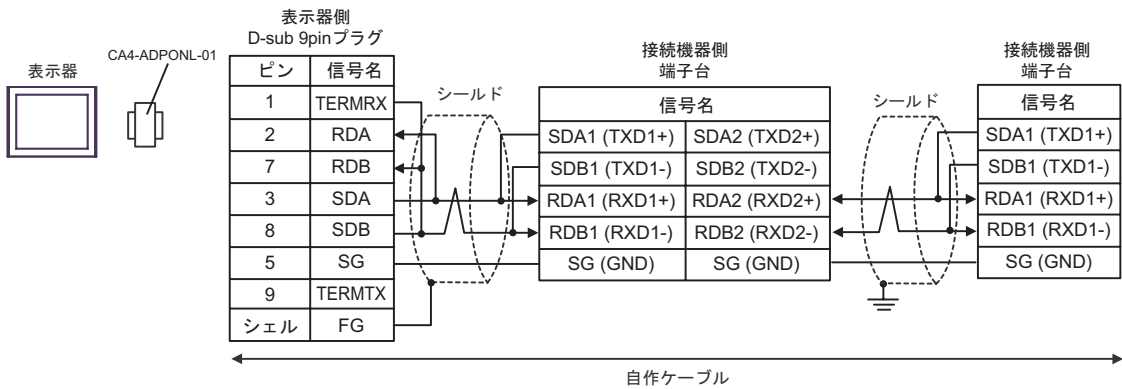 表示器
CA4-ADPONL-01
表示器側
D-sub 9pinプラグ
ピン 信号名
1 TERMRX
2 RDA
7 RDB
3 SDA
8 SDB
5 SG
9 TERMTX
シェル FG
シールド
接続機器側
端子台
信号名
SDA1 (TXD1+) SDA2 (TXD2+)
SDB1 (TXD1-) SDB2 (TXD2-)
RDA1 (RXD1+) RDA2 (RXD2+)
RDB1 (RXD1-) RDB2 (RXD2-)
SG (GND) SG (GND)
シールド
接続機器側
端子台
信号名
SDA1 (TXD1+)
SDB1 (TXD1-)
RDA1 (RXD1+)
RDB1 (RXD1-)
SG (GND)
自作ケーブル